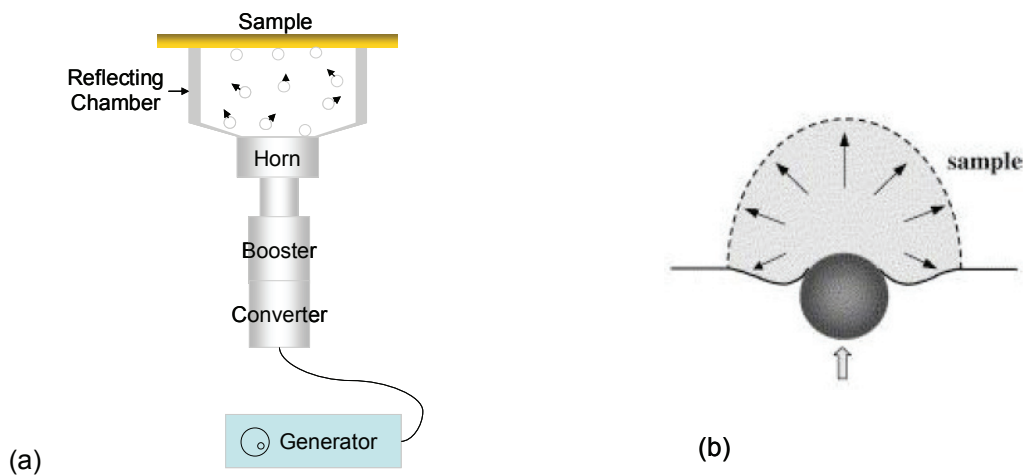 Sample
Reflecting
Chamber
Horn
Booster
Converter
Generator
(a)
sample
(b)